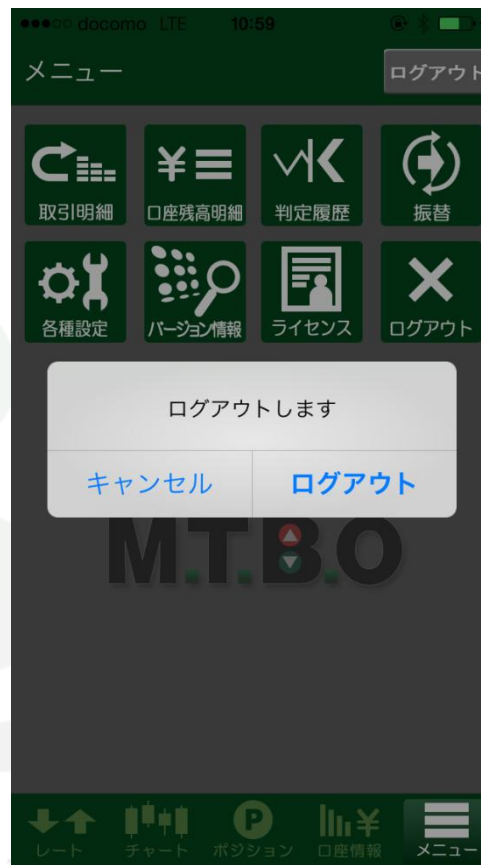 docomo LTE 10:59
メニュー
ログアウト
取引明細 口座残高明細 判定履歴 振替
各種設定 バージョン情報 ライセンス ログアウト
ログアウトします
キャンセル ログアウト
M.T.B.O
レート チャート ポジション 口座情報 メニュー